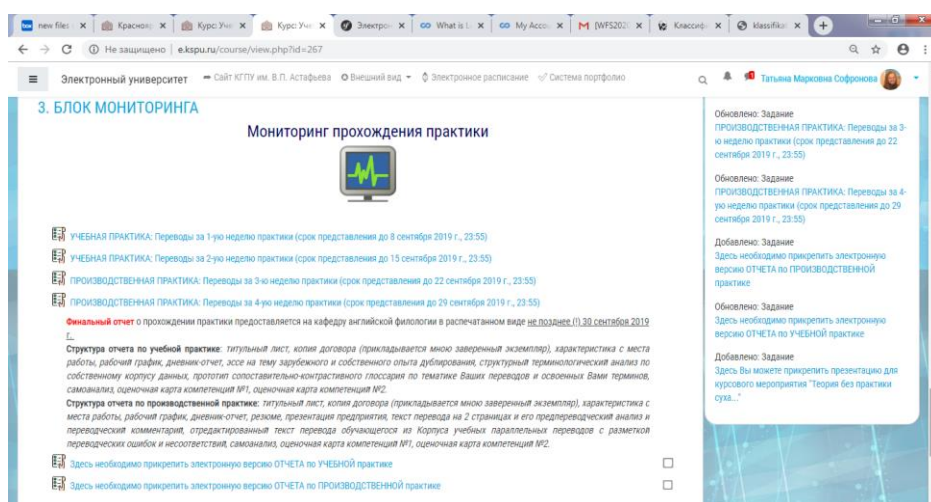 new files
Красноя
Курс: Уче
Курс: Уче
Электро
What is L
My Acco
[WFS202
Классиф
klassifika
Не защищено | e.kspu.ru/course/view.php?id=267
Электронный университет
Сайт КГПУ им. В.П. Астафьева
Внешний вид
Электронное расписание
Система портфолио
Татьяна Марковна Софронова
3. БЛОК МОНИТОРИНГА
Мониторинг прохождения практики
УЧЕБНАЯ ПРАКТИКА: Переводы за 1-ую неделю практики (срок представления до 8 сентября 2019 г., 23:55)
УЧЕБНАЯ ПРАКТИКА: Переводы за 2-ую неделю практики (срок представления до 15 сентября 2019 г., 23:55)
ПРОИЗВОДСТВЕННАЯ ПРАКТИКА: Переводы за 3-ю неделю практики (срок представления до 22 сентября 2019 г., 23:55)
ПРОИЗВОДСТВЕННАЯ ПРАКТИКА: Переводы за 4-ую неделю практики (срок представления до 29 сентября 2019 г., 23:55)
Финальный отчет о прохождении практики предоставляется на кафедру английской филологии в распечатанном виде не позднее (!) 30 сентября 2019
г.
Структура отчета по учебной практике: титульный лист, копия договора (прикладывается мною заверенный экземпляр), характеристика с места
работы, рабочий график, дневник-отчет, эссе на тему зарубежного и собственного опыта дублирования, структурный терминологический анализ по
собственному корпусу данных, прототип сопоставительно-контрастивного глоссария по тематике Ваших переводов и освоенных Вами терминов,
самоанализ, оценочная карта компетенций №1, оценочная карта компетенций №2.
Структура отчета по производственной практике: титульный лист, копия договора (прикладывается мною заверенный экземпляр), характеристика с
места работы, рабочий график, дневник-отчет, резюме, презентация предприятия, текст перевода на 2 страницах и его предпереводческий анализ и
переводческий комментарий, отредактированный текст перевода обучающегося из Корпуса учебных параллельных переводов с разметкой
переводческих ошибок и несоответствий, самоанализ, оценочная карта компетенций №1, оценочная карта компетенций №2.
Здесь необходимо прикрепить электронную версию ОТЧЕТА по УЧЕБНОЙ практике
Здесь необходимо прикрепить электронную версию ОТЧЕТА по ПРОИЗВОДСТВЕННОЙ практике
Обновлено: Задание
ПРОИЗВОДСТВЕННАЯ ПРАКТИКА: Переводы за 3-
ю неделю практики (срок представления до 22
сентября 2019 г., 23:55)
Обновлено: Задание
ПРОИЗВОДСТВЕННАЯ ПРАКТИКА: Переводы за 4-
ую неделю практики (срок представления до 29
сентября 2019 г., 23:55)
Добавлено: Задание
Здесь необходимо прикрепить электронную
версию ОТЧЕТА по ПРОИЗВОДСТВЕННОЙ
практике
Обновлено: Задание
Здесь необходимо прикрепить электронную
версию ОТЧЕТА по УЧЕБНОЙ практике
Добавлено: Задание
Здесь Вы можете прикрепить презентацию для
курсового мероприятия "Теория без практики
суха..."